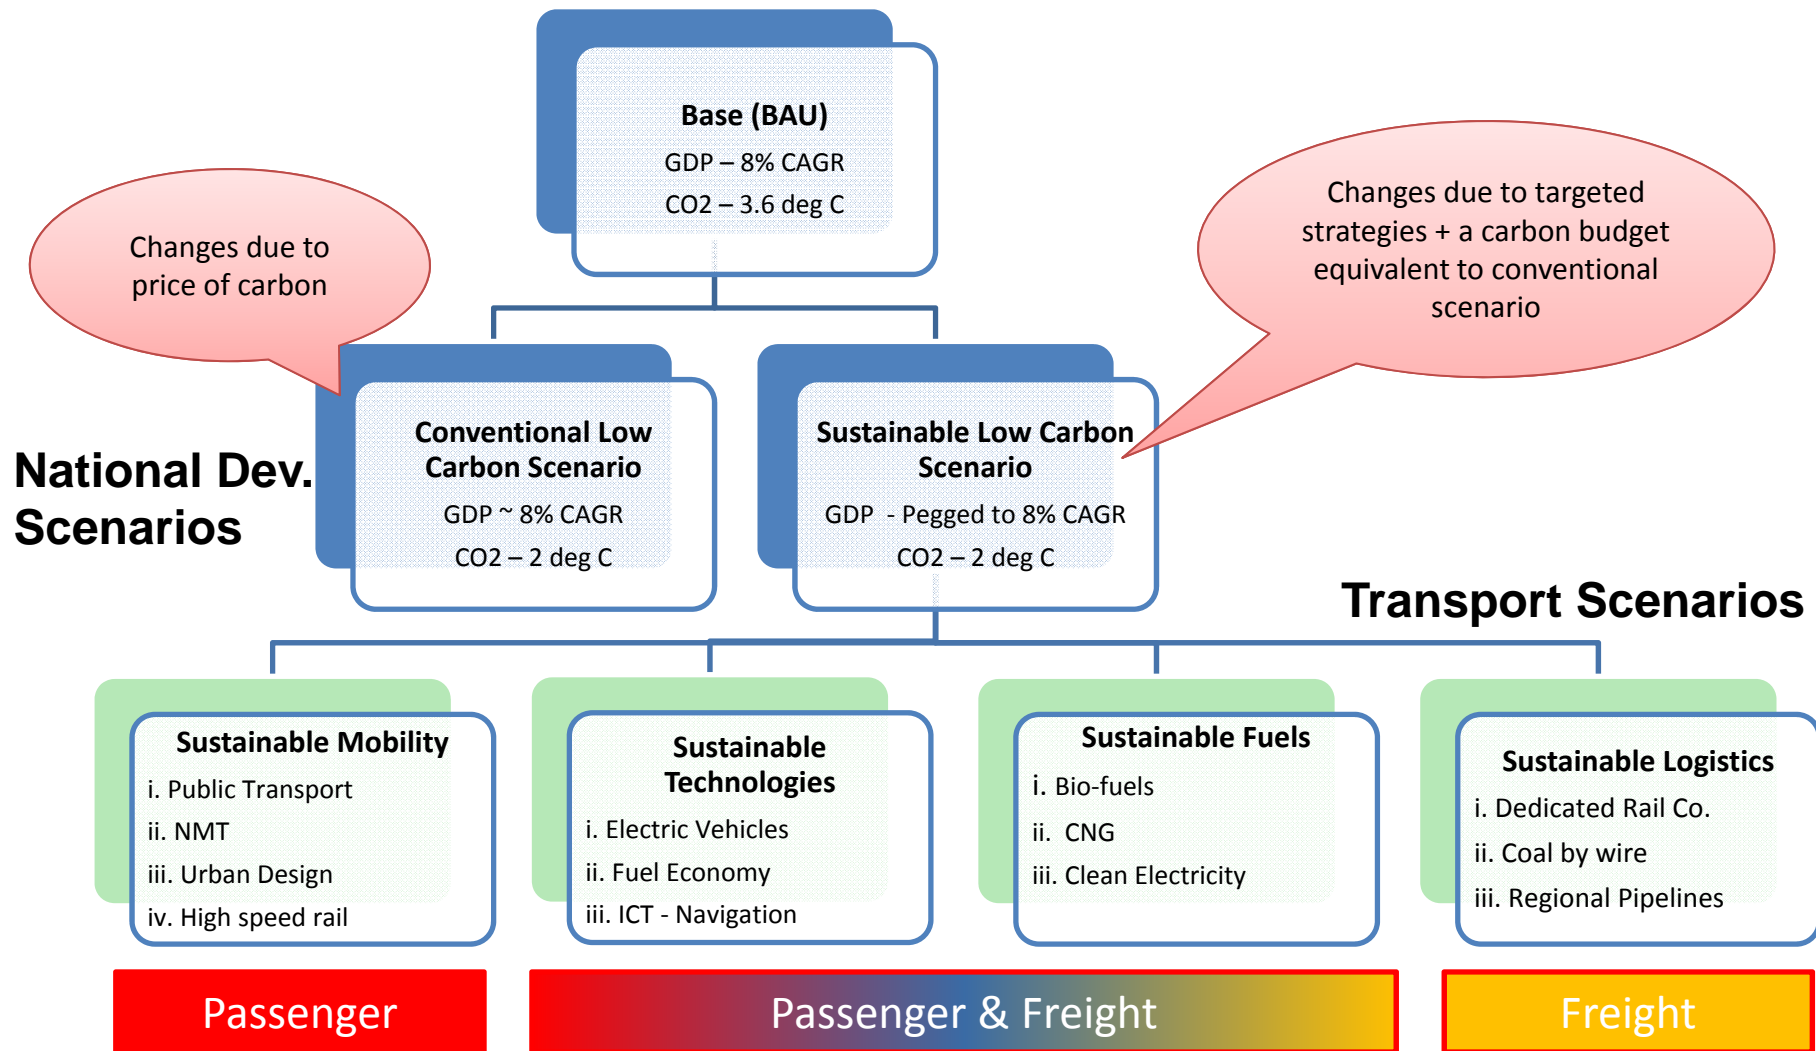 Base (BAU)
GDP – 8% CAGR
CO2 – 3.6 deg C
Changes due to
price of carbon
Changes due to targeted
strategies + a carbon budget
equivalent to conventional
scenario
National Dev.
Scenarios
Conventional Low
Carbon Scenario
GDP ~ 8% CAGR
CO2 – 2 deg C
Sustainable Low Carbon
Scenario
GDP - Pegged to 8% CAGR
CO2 – 2 deg C
Transport Scenarios
Sustainable Mobility
i. Public Transport
ii. NMT
iii. Urban Design
iv. High speed rail
Sustainable
Technologies
i. Electric Vehicles
ii. Fuel Economy
iii. ICT - Navigation
Sustainable Fuels
i. Bio-fuels
ii. CNG
iii. Clean Electricity
Sustainable Logistics
i. Dedicated Rail Co.
ii. Coal by wire
iii. Regional Pipelines
Passenger
Passenger & Freight
Freight